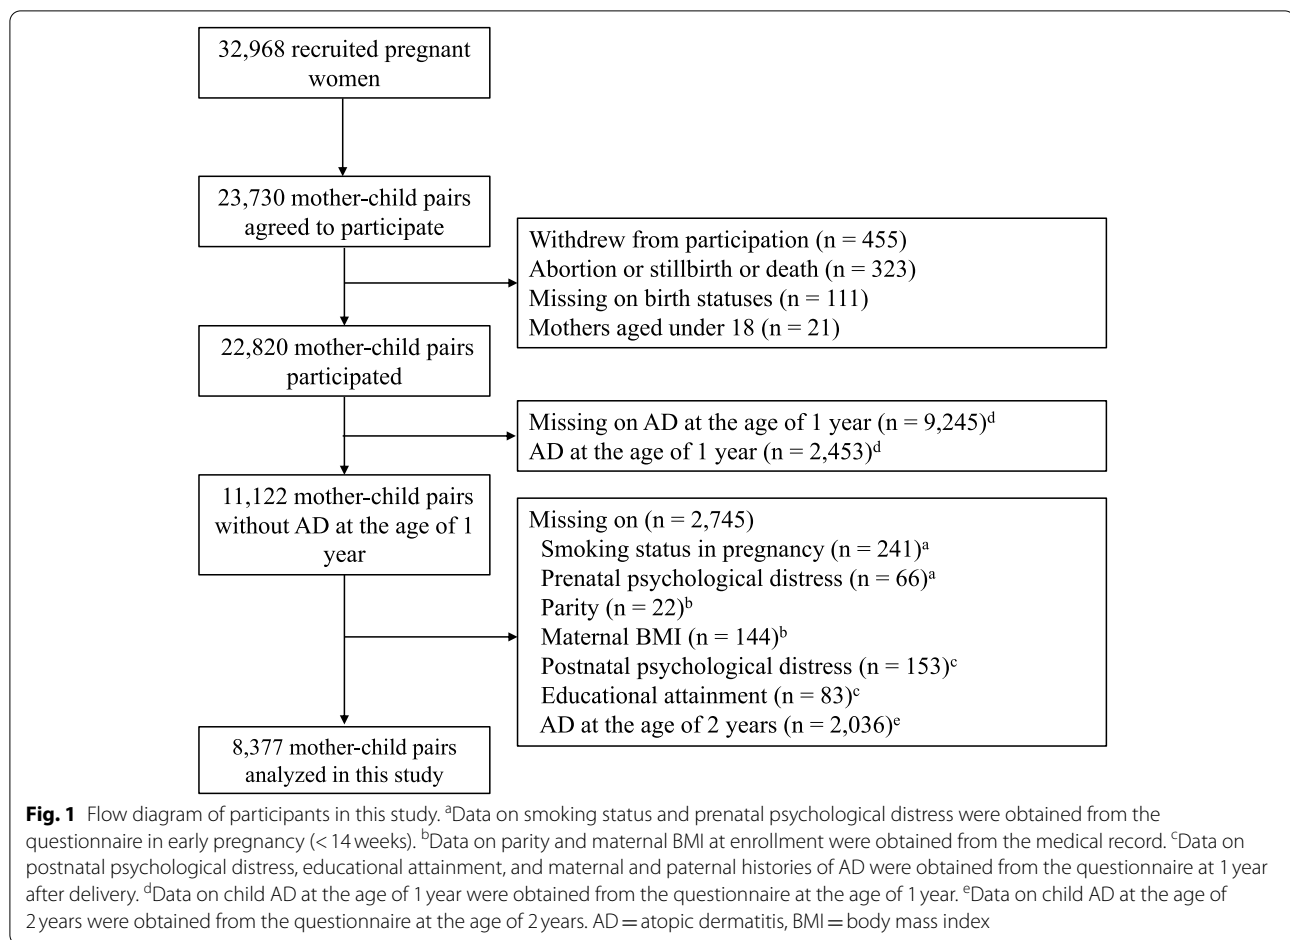 32,968 recruited pregnant
women
23,730 mother-child pairs
agreed to participate
Withdrew from participation (n = 455)
Abortion or stillbirth or death (n = 323)
Missing on birth statuses (n = 111)
Mothers aged under 18 (n = 21)
22,820 mother-child pairs
participated
Missing on AD at the age of 1 year (n = 9,245)d
AD at the age of 1 year (n = 2,453)d
11,122 mother-child pairs
without AD at the age of 1
year
Missing on (n = 2,745)
Smoking status in pregnancy (n = 241)a
Prenatal psychological distress (n = 66)a
Parity (n = 22)b
Maternal BMI (n = 144)b
Postnatal psychological distress (n = 153)c
Educational attainment (n = 83)c
AD at the age of 2 years (n = 2,036)e
8,377 mother-child pairs
analyzed in this study
Fig. 1 Flow diagram of participants in this study. aData on smoking status and prenatal psychological distress were obtained from the
questionnaire in early pregnancy (< 14 weeks). bData on parity and maternal BMI at enrollment were obtained from the medical record. cData on
postnatal psychological distress, educational attainment, and maternal and paternal histories of AD were obtained from the questionnaire at 1 year
after delivery. dData on child AD at the age of 1 year were obtained from the questionnaire at the age of 1 year. eData on child AD at the age of
2 years were obtained from the questionnaire at the age of 2 years. AD = atopic dermatitis, BMI = body mass index